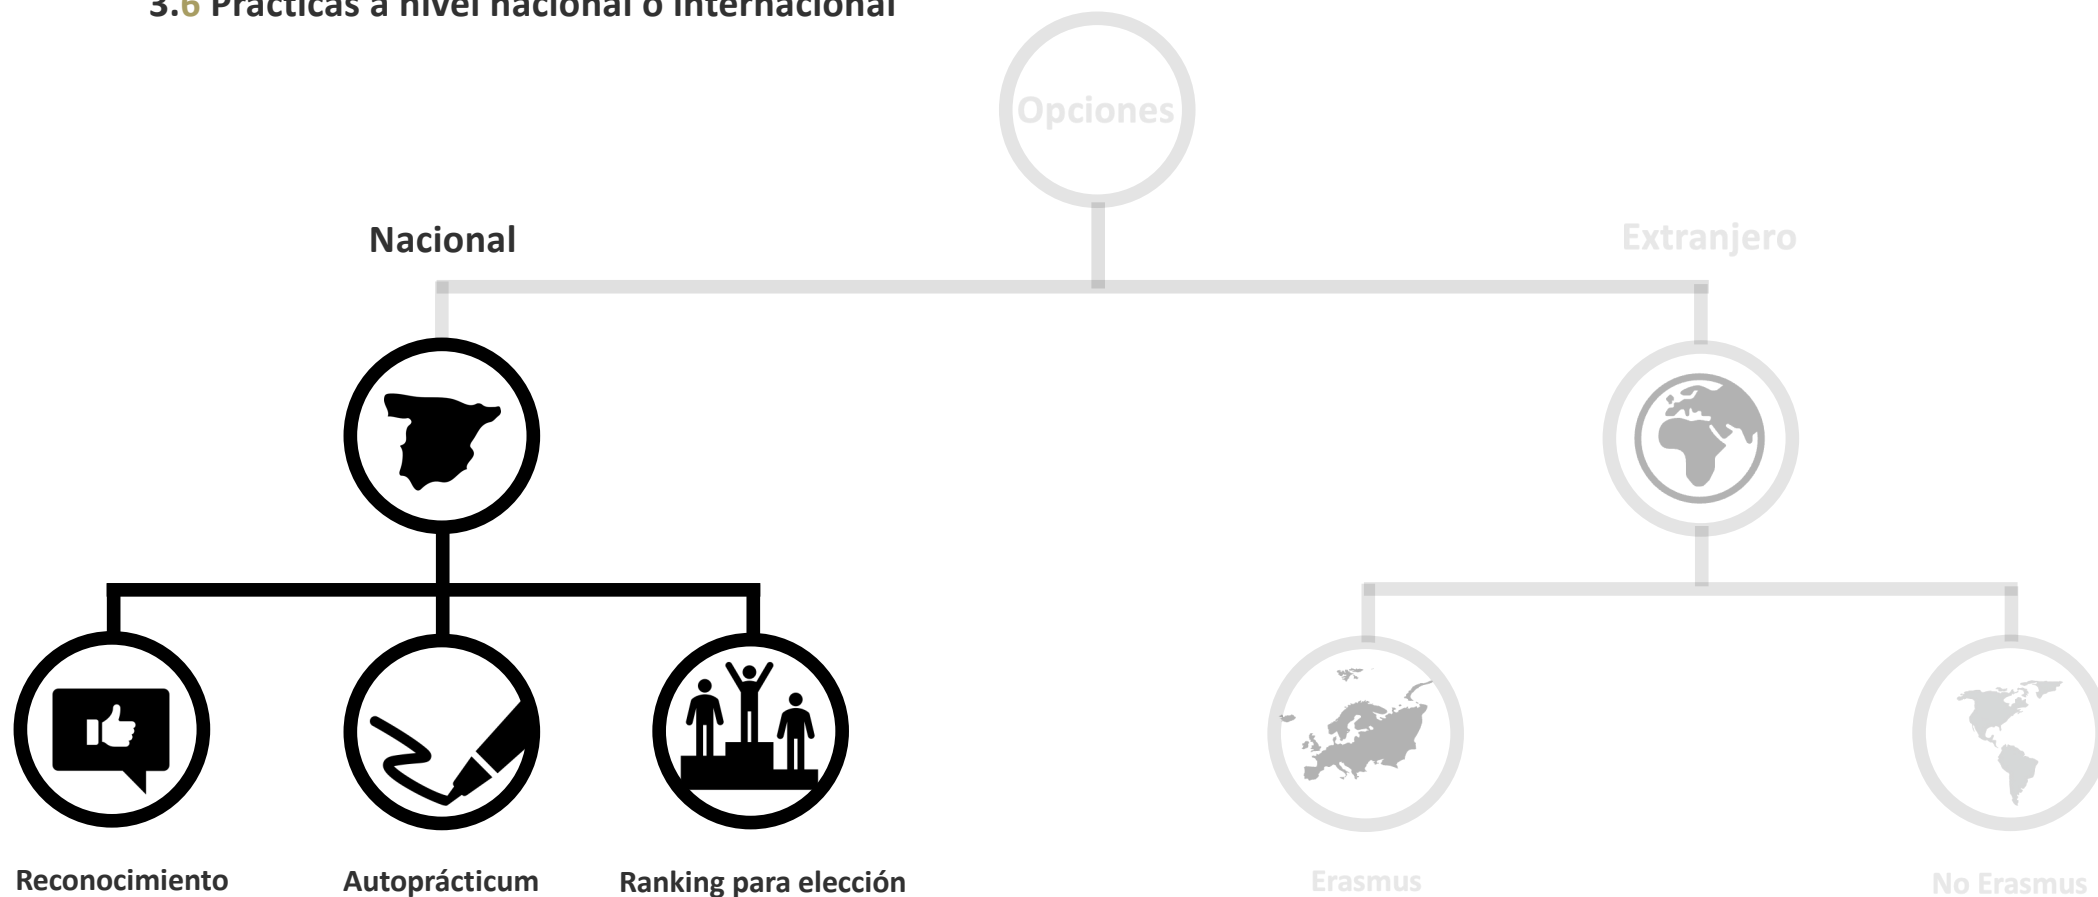 3.6 Prácticas a nivel nacional o internacional
Opciones
Nacional
Extranjero
Reconocimiento
Autoprácticum
Ranking para elección
Erasmus
No Erasmus